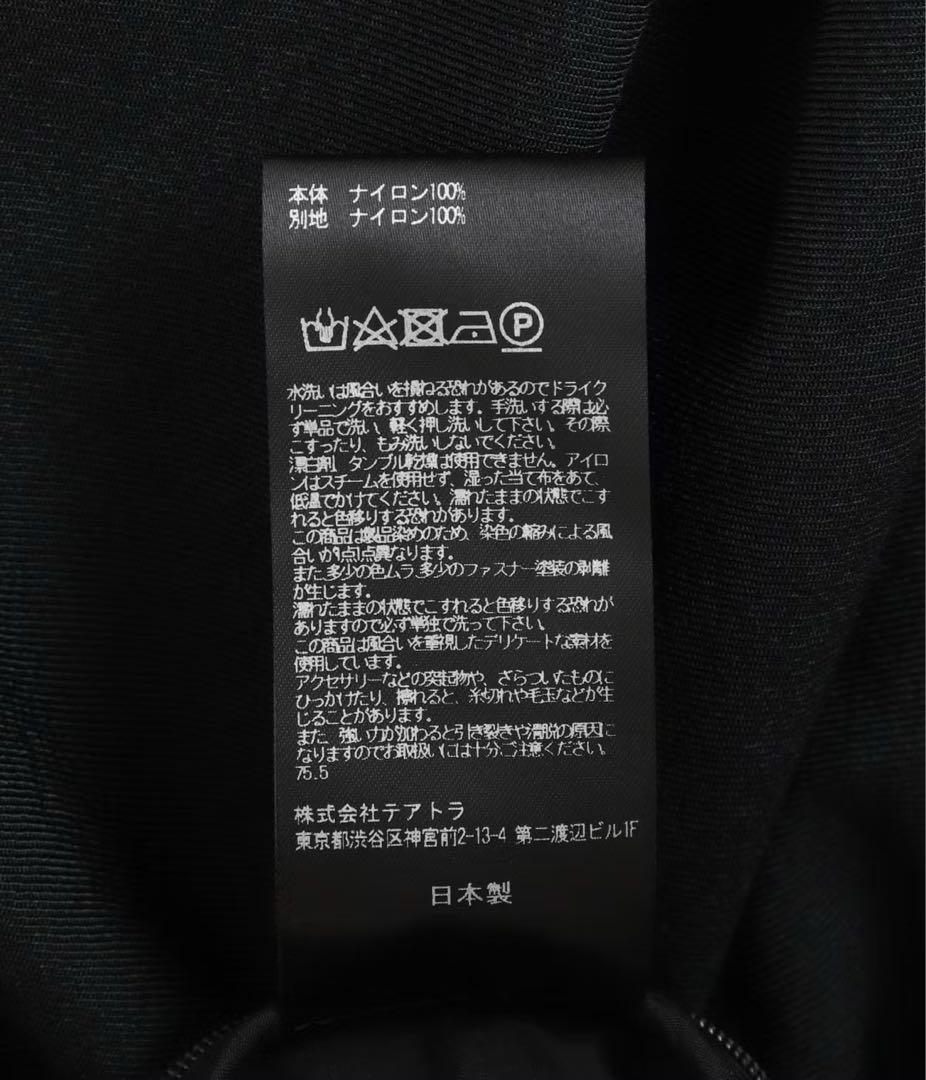 本体 ナイロン100%
別地 ナイロン100%
P
水洗いは風合いを損ねる恐れがあるのでドライク
リーニングをおすすめします。手洗いする際は必
ず単品で洗い、軽く押し洗いして下さい。その際
こすったり、もみ洗いしないでください。
漂白剤、タンブル乾燥は使用できません。アイロ
ンはスチームを使用せず、湿った当て布をあて、
低温でかけてください。濡れたままの状態でこす
れると色移りする恐れがあります。
この商品は製品染めのため、染色の縮みによる風
合いが1点1点異なります。
また、多少の色ムラ、多少のファスナー塗装の剥離
が生じます。
濡れたままの状態でこすれると色移りする恐れが
ありますので必ず単独で洗って下さい。
この商品は風合いを重視したデリケートな素材を
使用しています。
アクセサリーなどの突起物や、ざらついたものに
ひっかけたり、擦れると、糸切れや毛玉などが生
じることがあります。
また、強い力が加わると引き裂きや滑脱の原因に
なりますのでお取扱いには十分ご注意ください。
75.5
株式会社テアトラ
東京都渋谷区神宮前2-13-4 第二渡辺ビル1F
日本製